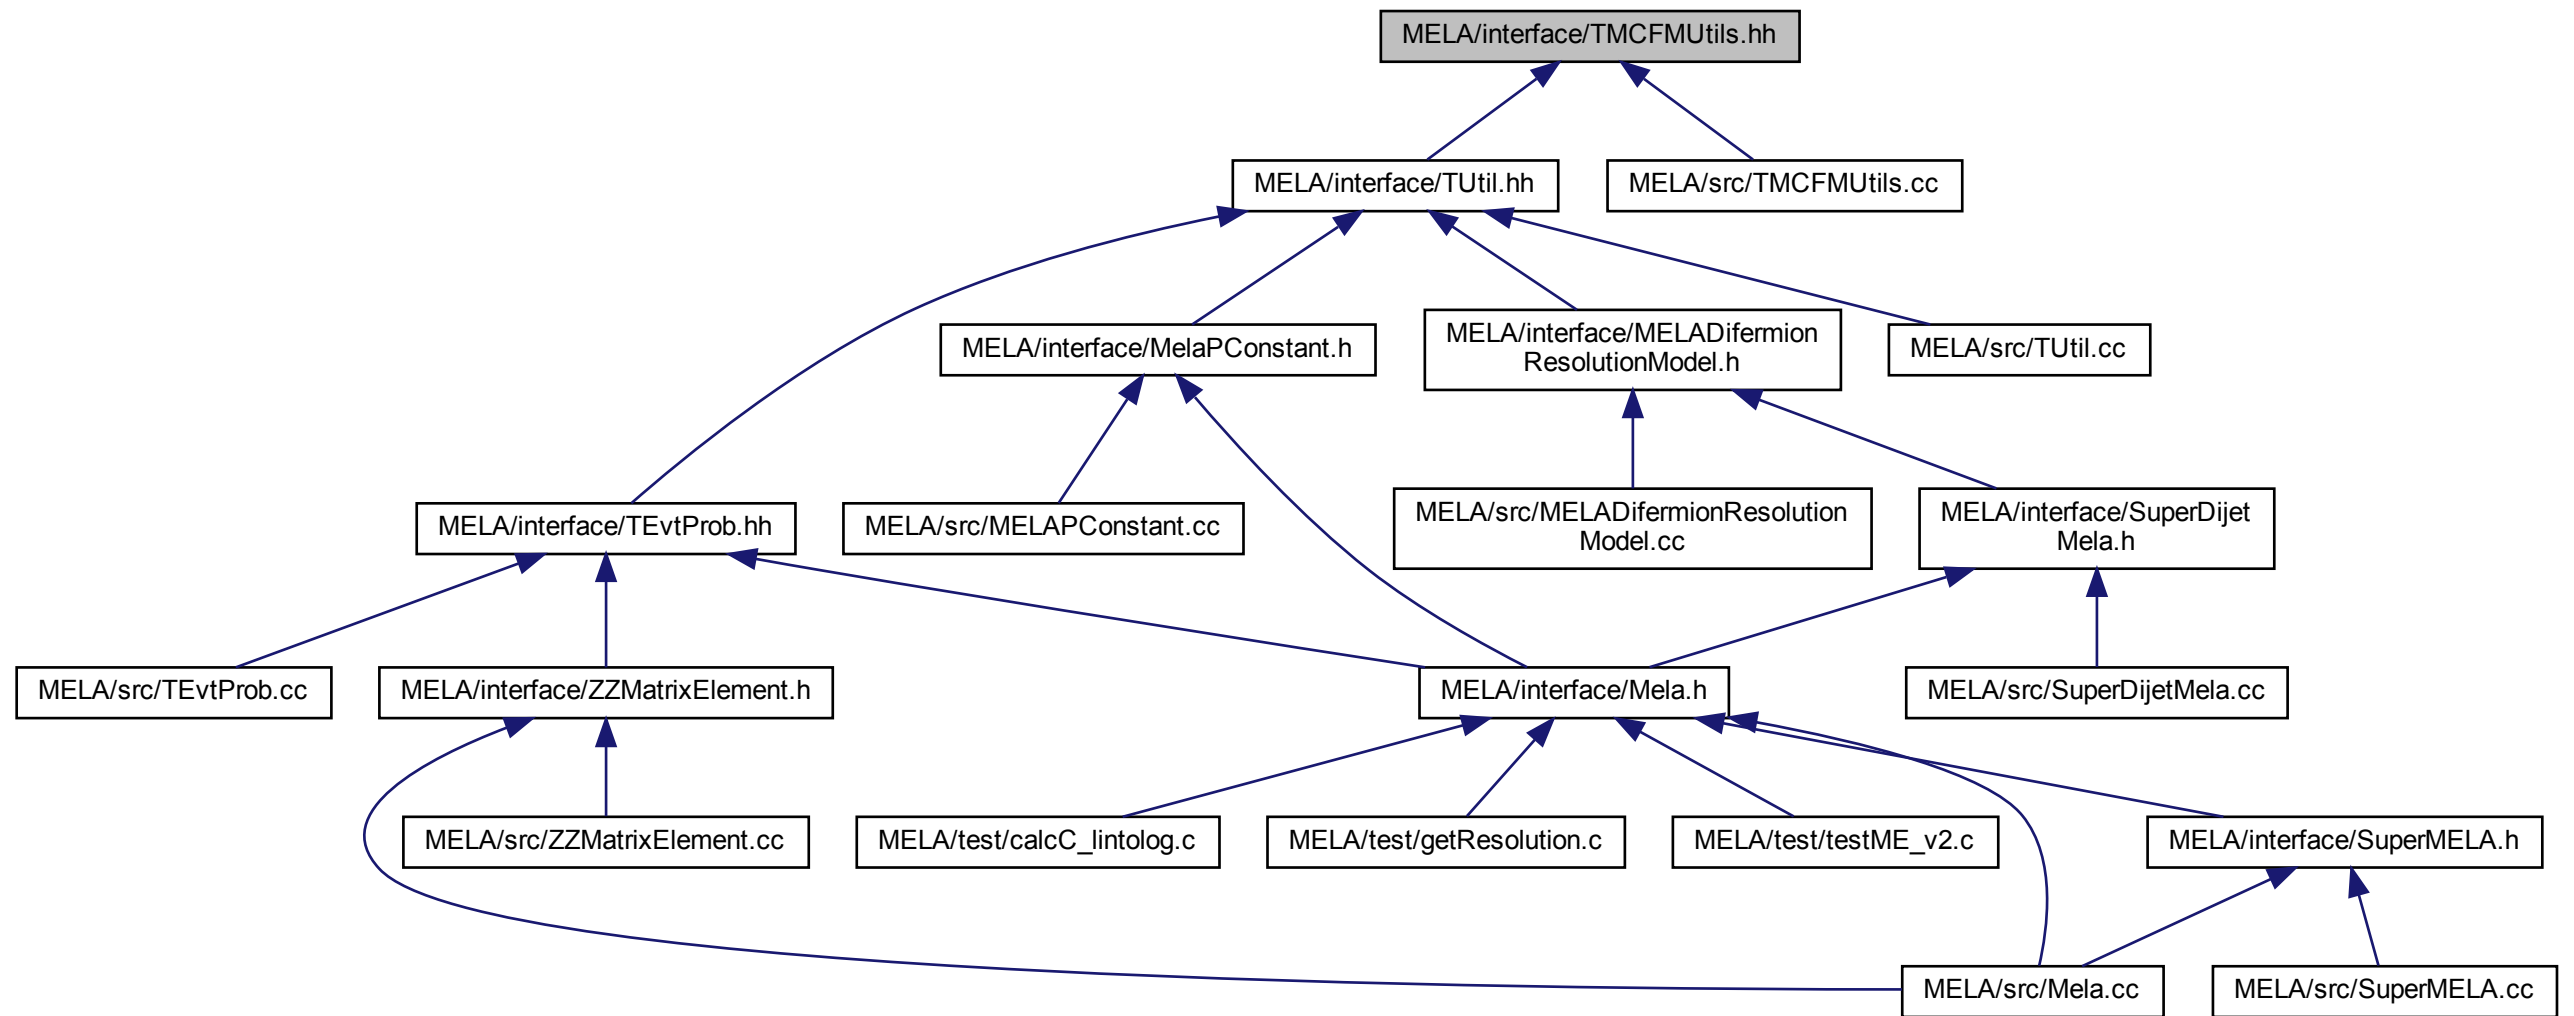 MELA/interface/TMCFMUtils.hh
MELA/interface/TUtil.hh
MELA/src/TMCFMUtils.cc
MELA/interface/MelaPConstant.h
MELA/interface/MELADifermion
ResolutionModel.h
MELA/src/TUtil.cc
MELA/interface/TEvtProb.hh
MELA/src/MELAPConstant.cc
MELA/src/MELADifermionResolution
Model.cc
MELA/interface/SuperDijet
Mela.h
MELA/src/TEvtProb.cc
MELA/interface/ZZMatrixElement.h
MELA/interface/Mela.h
MELA/src/SuperDijetMela.cc
MELA/src/ZZMatrixElement.cc
MELA/test/calcC_lintolog.c
MELA/test/getResolution.c
MELA/test/testME_v2.c
MELA/interface/SuperMELA.h
MELA/src/Mela.cc
MELA/src/SuperMELA.cc